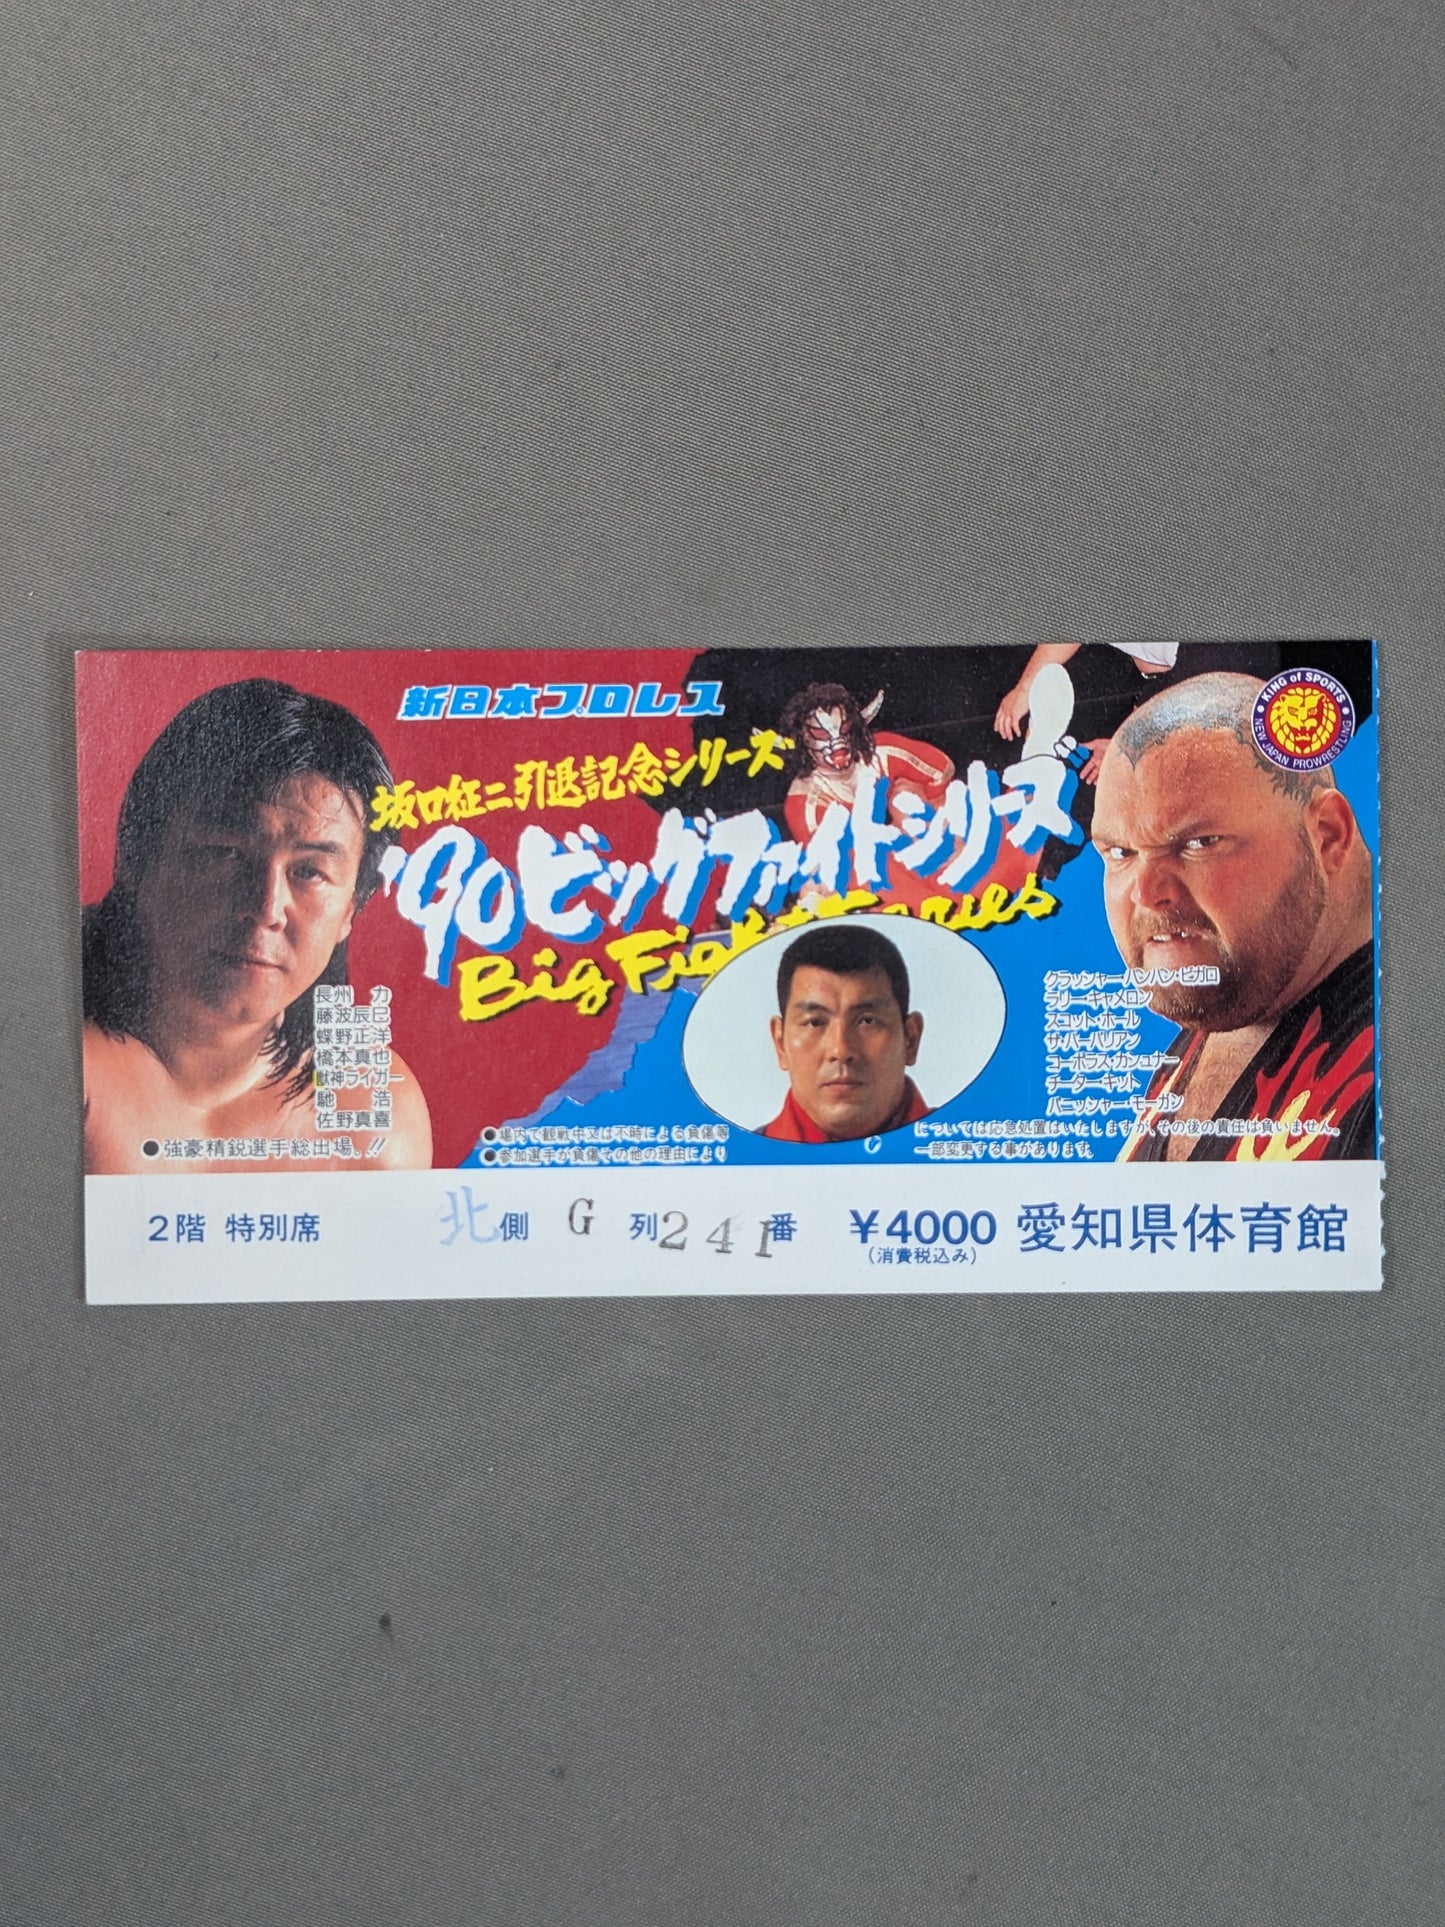 新日本プロレス
坂口征二引退記念シリーズ
'90ビッグファイトシリーズ
Big Fight Series
KING of SPORTS
NEW JAPAN PROWRESTLING
長州 力
藤波辰巳
蝶野正洋
橋本真也
獣神ライガー
馳 浩
佐野真喜
●強豪精鋭選手総出場。!!
クラッシャー・バンバン・ビガロ
ラリー・キャメロン
スコット・ホール
ザ・バーバリアン
コーポラス・カシュナー
チーター・キット
パニッシャー・モーガン
●場内で観戦中又は不時による負傷等については応急処置はいたしますが、その後の責任は負いません。
●参加選手が負傷その他の理由により一部変更する事があります。
2階 特別席 北側 G 列241番 ¥4000 愛知県体育館
(消費税込み)